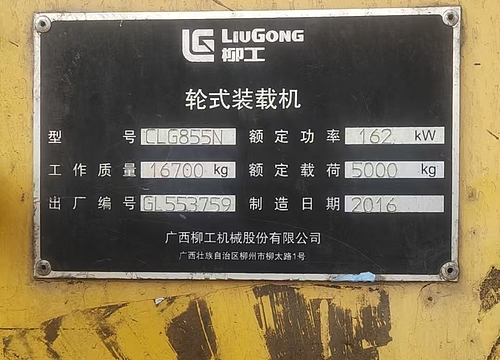 LIUGONG
柳工
轮式装载机
型号 CLG855N 额定功率 162 kW
工作质量 16700 kg 额定载荷 5000 kg
出厂编号 GL553759 制造日期 2016
广西柳工机械股份有限公司
广西壮族自治区柳州市柳太路1号